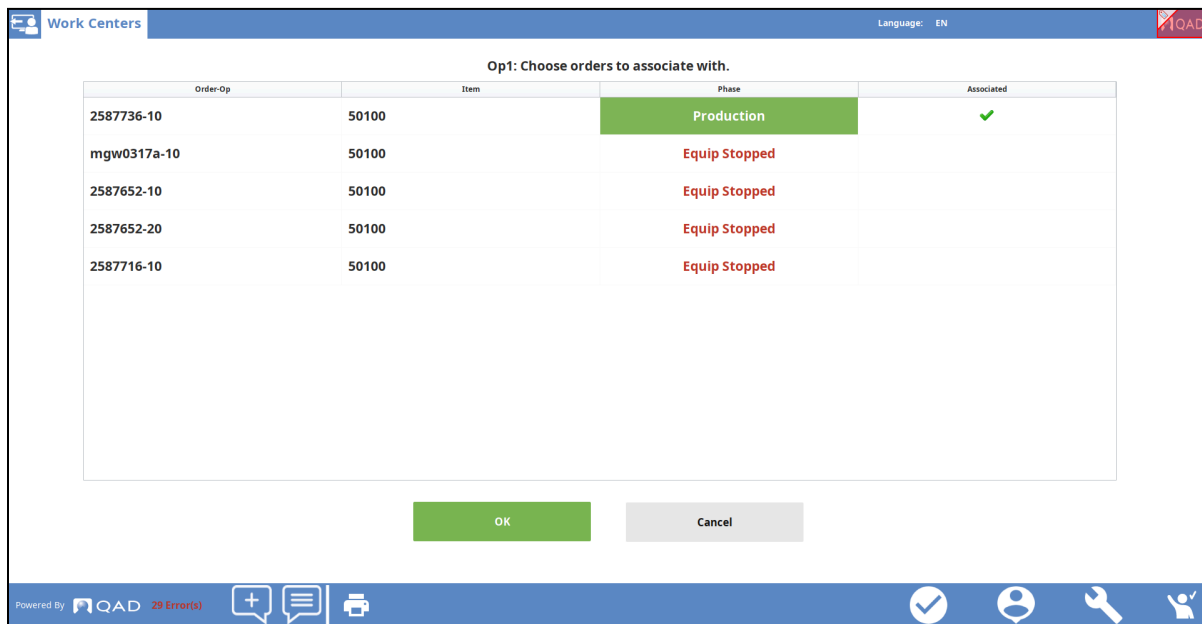 Work Centers Language: EN QAD
Op1: Choose orders to associate with.
Order-Op Item Phase Associated
2587736-10 50100 Production
mgw0317a-10 50100 Equip Stopped
2587652-10 50100 Equip Stopped
2587652-20 50100 Equip Stopped
2587716-10 50100 Equip Stopped
OK Cancel
Powered By QAD 29 Error(s)